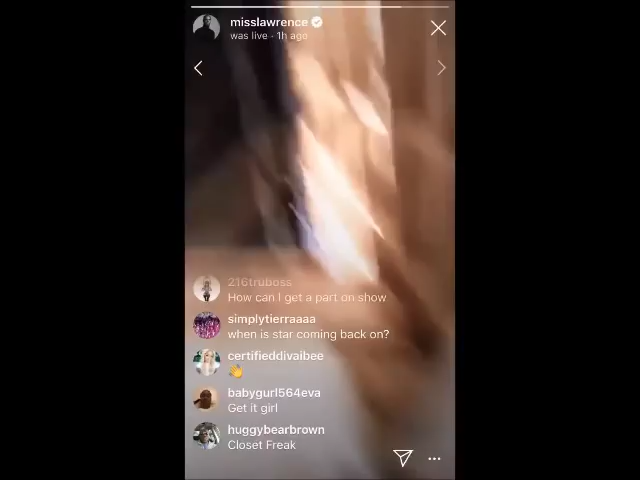 misslawrence
was live · 1h ago
216truboss
How can I get a part on show
simplytierraaaa
when is star coming back on?
certifieddivaibee
👏
babygurl564eva
Get it girl
huggybearbrown
Closet Freak